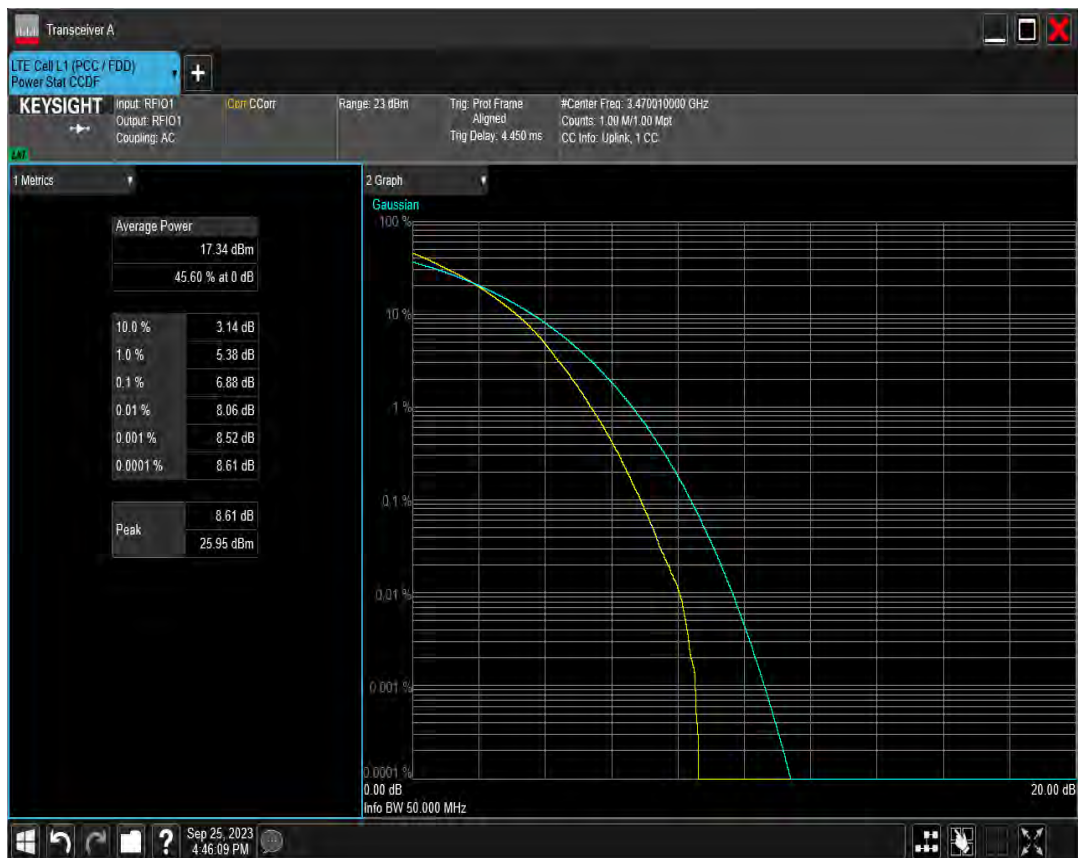 Transceiver A
LTE Cell L1 (PCC / FDD)
Power Stat CCDF
+
KEYSIGHT
Input: RFIO1
Output: RFIO1
Coupling: AC
Corr CCorr
Range: 23 dBm
Trig: Prot Frame
Aligned
Trig Delay: 4.450 ms
#Center Freq: 3.470010000 GHz
Counts: 1.00 M/1.00 Mpt
CC Info: Uplink, 1 CC
LXI
1 Metrics
Average Power
17.34 dBm
45.60 % at 0 dB
10.0 % 3.14 dB
1.0 % 5.38 dB
0.1 % 6.88 dB
0.01 % 8.06 dB
0.001 % 8.52 dB
0.0001 % 8.61 dB
Peak
8.61 dB
25.95 dBm
2 Graph
Gaussian
100 %
10 %
1 %
0.1 %
0.01 %
0.001 %
0.0001 %
0.00 dB 20.00 dB
Info BW 50.000 MHz
?
Sep 25, 2023
4:46:09 PM